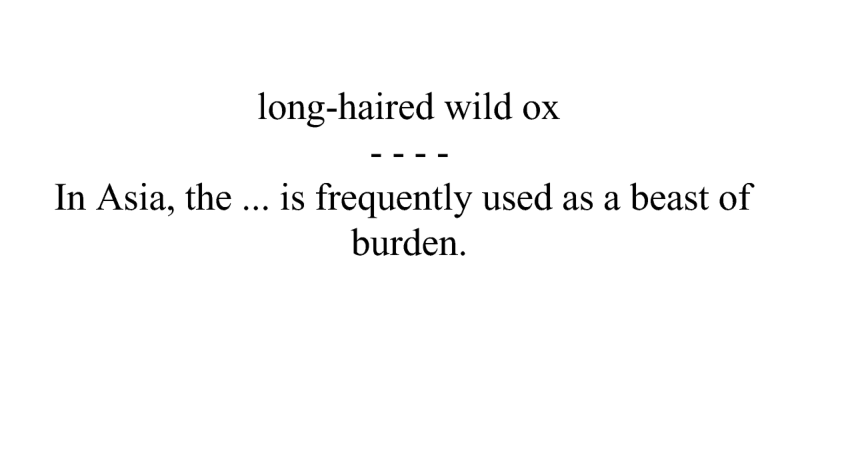 long-haired wild ox
- - - -
In Asia, the ... is frequently used as a beast of
burden.